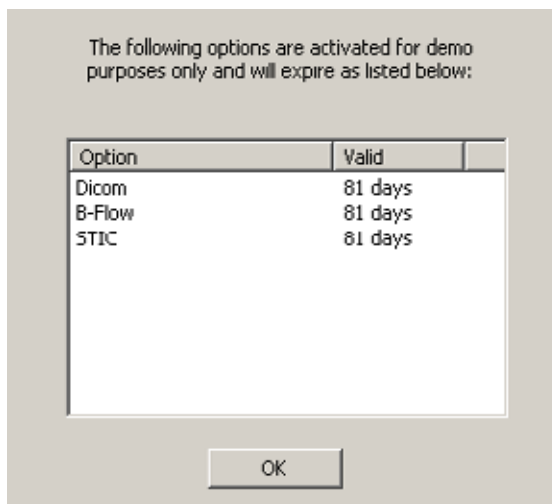 The following options are activated for demo
purposes only and will expire as listed below:
Option Valid
Dicom 81 days
B-Flow 81 days
STIC 81 days
OK